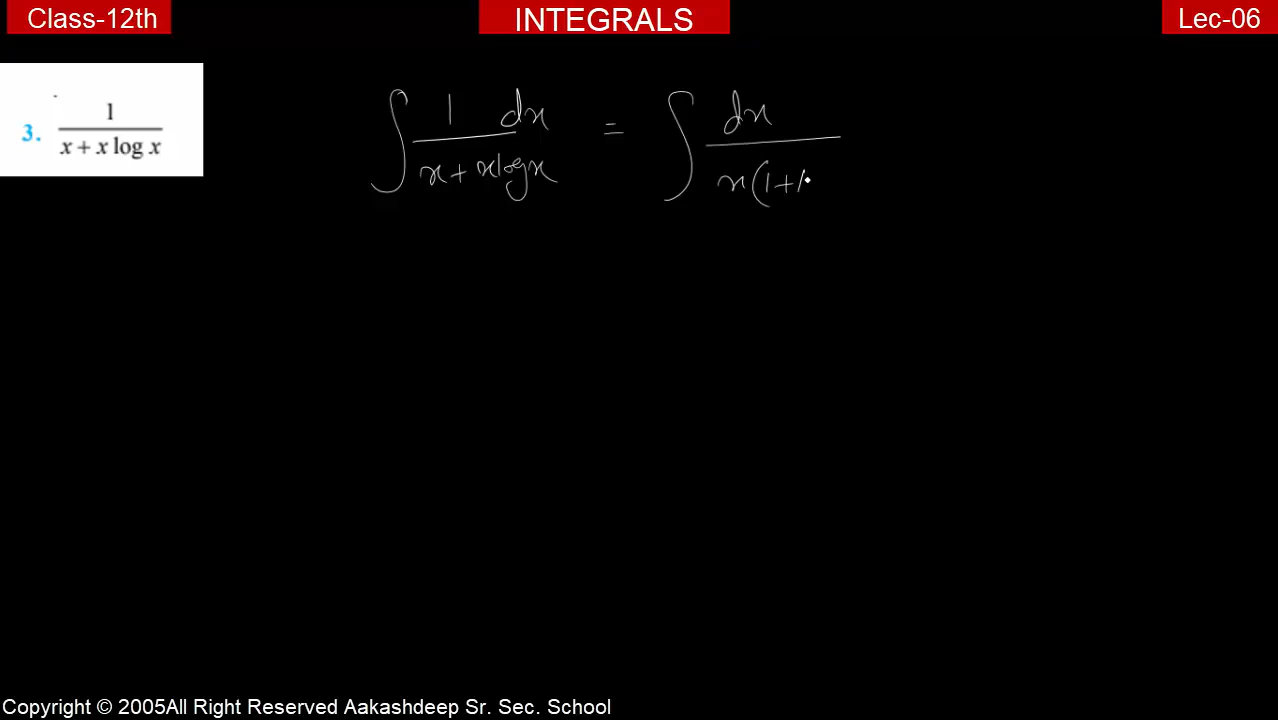 Class-12th
INTEGRALS
Lec-06
3. 1 / x + x log x
∫ 1 dx / x + xlogx = ∫ dx / x(1+
Copyright © 2005All Right Reserved Aakashdeep Sr. Sec. School